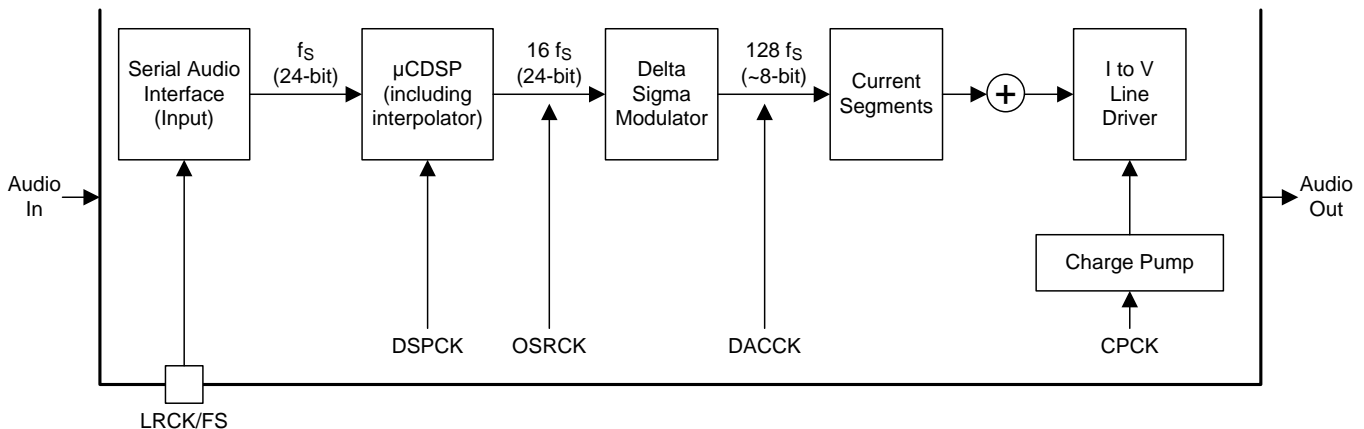 Serial Audio
Interface
(Input)
fS
(24-bit)
µCDSP
(including
interpolator)
16 fS
(24-bit)
Delta
Sigma
Modulator
128 fS
(~8-bit)
Current
Segments
+
I to V
Line
Driver
Audio
In
Audio
Out
Charge Pump
DSPCK
OSRCK
DACCK
CPCK
LRCK/FS